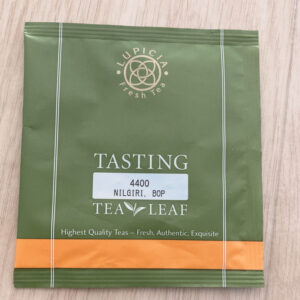 LUPICIA
Fresh Tea
TASTING
4400
NILGIRI, BOP
TEA LEAF
Highest Quality Teas – Fresh, Authentic, Exquisite